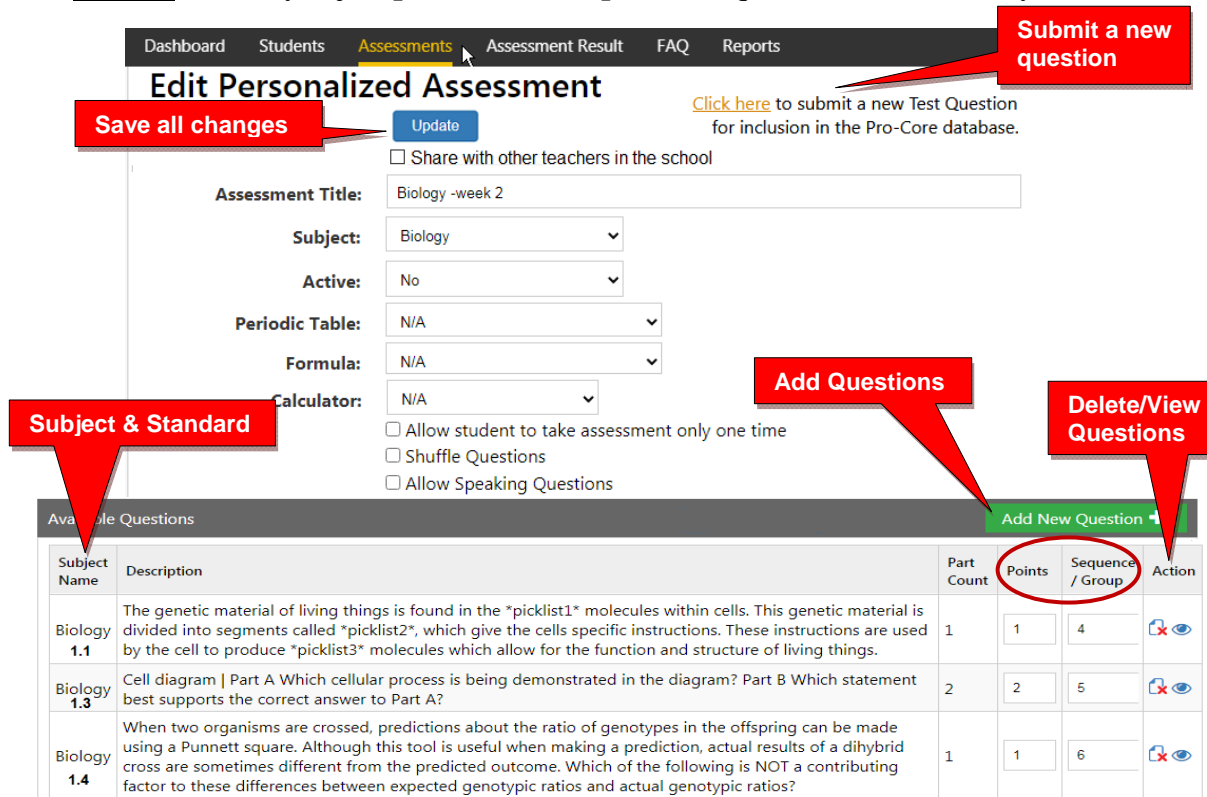 Dashboard Students Assessments Assessment Result FAQ Reports
Submit a new
question
Edit Personalized Assessment
Click here to submit a new Test Question
for inclusion in the Pro-Core database.
Save all changes
Update
Share with other teachers in the school
Assessment Title: Biology -week 2
Subject: Biology
Active: No
Periodic Table: N/A
Formula: N/A
Calculator: N/A
Add Questions
Subject & Standard
Delete/View
Questions
Allow student to take assessment only one time
Shuffle Questions
Allow Speaking Questions
Available Questions Add New Question
Subject Name Description Part Count Points Sequence / Group Action
The genetic material of living things is found in the *picklist1* molecules within cells. This genetic material is
Biology divided into segments called *picklist2*, which give the cells specific instructions. These instructions are used 1 1 4
1.1 by the cell to produce *picklist3* molecules which allow for the function and structure of living things.
Biology Cell diagram | Part A Which cellular process is being demonstrated in the diagram? Part B Which statement 2 2 5
1.3 best supports the correct answer to Part A?
When two organisms are crossed, predictions about the ratio of genotypes in the offspring can be made
using a Punnett square. Although this tool is useful when making a prediction, actual results of a dihybrid
Biology cross are sometimes different from the predicted outcome. Which of the following is NOT a contributing 1 1 6
1.4 factor to these differences between expected genotypic ratios and actual genotypic ratios?